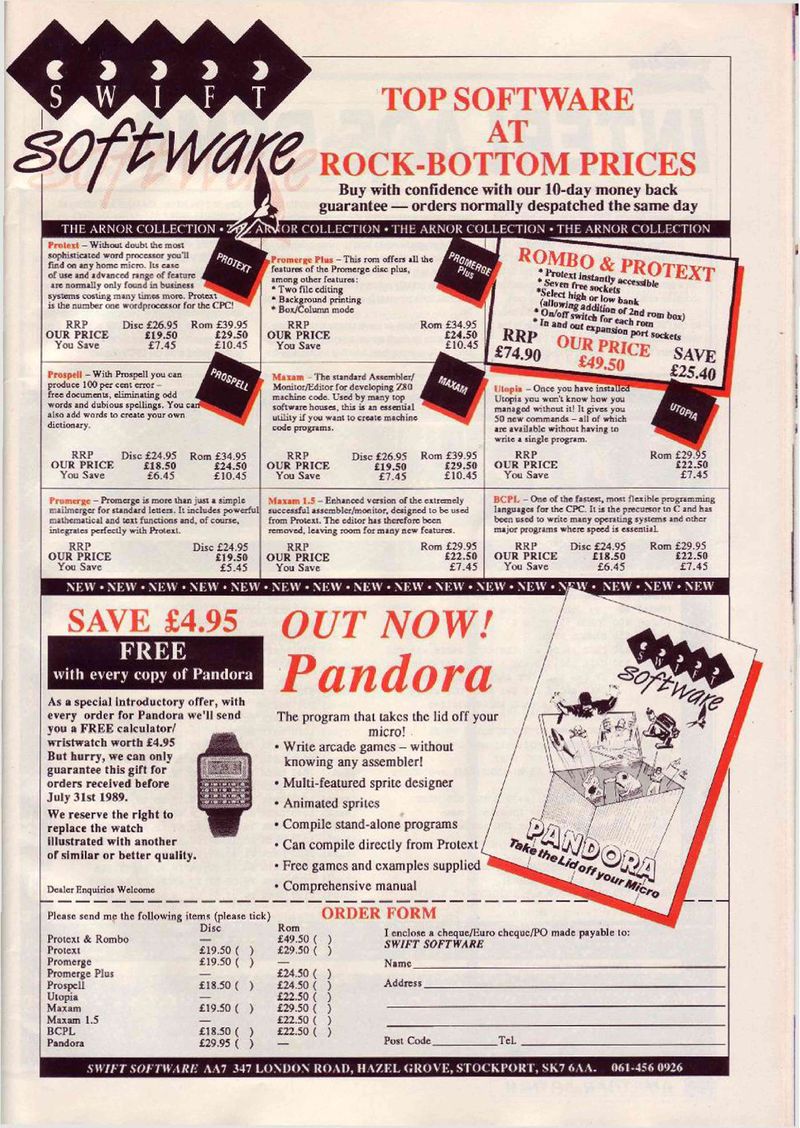 SWIFT
software
TOP SOFTWARE
AT
ROCK-BOTTOM PRICES
Buy with confidence with our 10-day money back
guarantee — orders normally despatched the same day
THE ARNOR COLLECTION • THE ARNOR COLLECTION • THE ARNOR COLLECTION • THE ARNOR COLLECTION
Protext – Without doubt the most
sophisticated word processor you'll
find on any home micro. Its ease
of use and advanced range of feature
are normally only found in business
systems costing many times more. Protext
is the number one wordprocessor for the CPC!
PROTEXT
RRP Disc £26.95 Rom £39.95
OUR PRICE £19.50 £29.50
You Save £7.45 £10.45
Promerge Plus – This rom offers all the
features of the Promerge disc plus,
among other features:
* Two file editing
* Background printing
* Box/Column mode
PROMERGE
Plus
RRP Rom £34.95
OUR PRICE £24.50
You Save £10.45
ROMBO & PROTEXT
* Protext instantly accessible
* Seven free sockets
*Select high or low bank
(allowing addition of 2nd rom box)
* On/off switch for each rom
* In and out expansion port sockets
RRP OUR PRICE SAVE
£74.90 £49.50 £25.40
Prospell – With Prospell you can
produce 100 per cent error –
free documents, eliminating odd
words and dubious spellings. You can
also add words to create your own
dictionary.
PROSPELL
RRP Disc £24.95 Rom £34.95
OUR PRICE £18.50 £24.50
You Save £6.45 £10.45
Maxam – The standard Assembler/
Monitor/Editor for developing Z80
machine code. Used by many top
software houses, this is an essential
utility if you want to create machine
code programs.
MAXAM
RRP Disc £26.95 Rom £39.95
OUR PRICE £19.50 £29.50
You Save £7.45 £10.45
Utopia – Once you have installed
Utopia you won't know how you
managed without it! It gives you
50 new commands – all of which
are available without having to
write a single program.
UTOPIA
RRP Rom £29.95
OUR PRICE £22.50
You Save £7.45
Promerge – Promerge is more than just a simple
mailmerger for standard letters. It includes powerful
mathematical and text functions and, of course,
integrates perfectly with Protext.
RRP Disc £24.95
OUR PRICE £19.50
You Save £5.45
Maxam 1.5 – Enhanced version of the extremely
successful assembler/monitor, designed to be used
from Protext. The editor has therefore been
removed, leaving room for many new features.
RRP Rom £29.95
OUR PRICE £22.50
You Save £7.45
BCPL – One of the fastest, most flexible programming
languages for the CPC. It is the precursor to C and has
been used to write many operating systems and other
major programs where speed is essential.
RRP Disc £24.95 Rom £29.95
OUR PRICE £18.50 £22.50
You Save £6.45 £7.45
NEW • NEW • NEW • NEW • NEW • NEW • NEW • NEW • NEW • NEW • NEW • NEW • NEW • NEW • NEW • NEW
SAVE £4.95
FREE
with every copy of Pandora
As a special introductory offer, with
every order for Pandora we'll send
you a FREE calculator/
wristwatch worth £4.95
But hurry, we can only
guarantee this gift for
orders received before
July 31st 1989.
We reserve the right to
replace the watch
illustrated with another
of similar or better quality.
Dealer Enquiries Welcome
OUT NOW!
Pandora
The program that takes the lid off your
micro!
• Write arcade games – without
knowing any assembler!
• Multi-featured sprite designer
• Animated sprites
• Compile stand-alone programs
• Can compile directly from Protext
• Free games and examples supplied
• Comprehensive manual
SWIFT
software
PANDORA
Take the Lid off your Micro
ORDER FORM
Please send me the following items (please tick)
Disc Rom
Protext & Rombo — £49.50 ( )
Protext £19.50 ( ) £29.50 ( )
Promerge £19.50 ( ) —
Promerge Plus — £24.50 ( )
Prospell £18.50 ( ) £24.50 ( )
Utopia — £22.50 ( )
Maxam £19.50 ( ) £29.50 ( )
Maxam 1.5 — £22.50 ( )
BCPL £18.50 ( ) £22.50 ( )
Pandora £29.95 ( ) —
I enclose a cheque/Euro cheque/PO made payable to:
SWIFT SOFTWARE
Name
Address
Post Code Tel.
SWIFT SOFTWARE AA7 347 LONDON ROAD, HAZEL GROVE, STOCKPORT, SK7 6AA. 061-456 0926